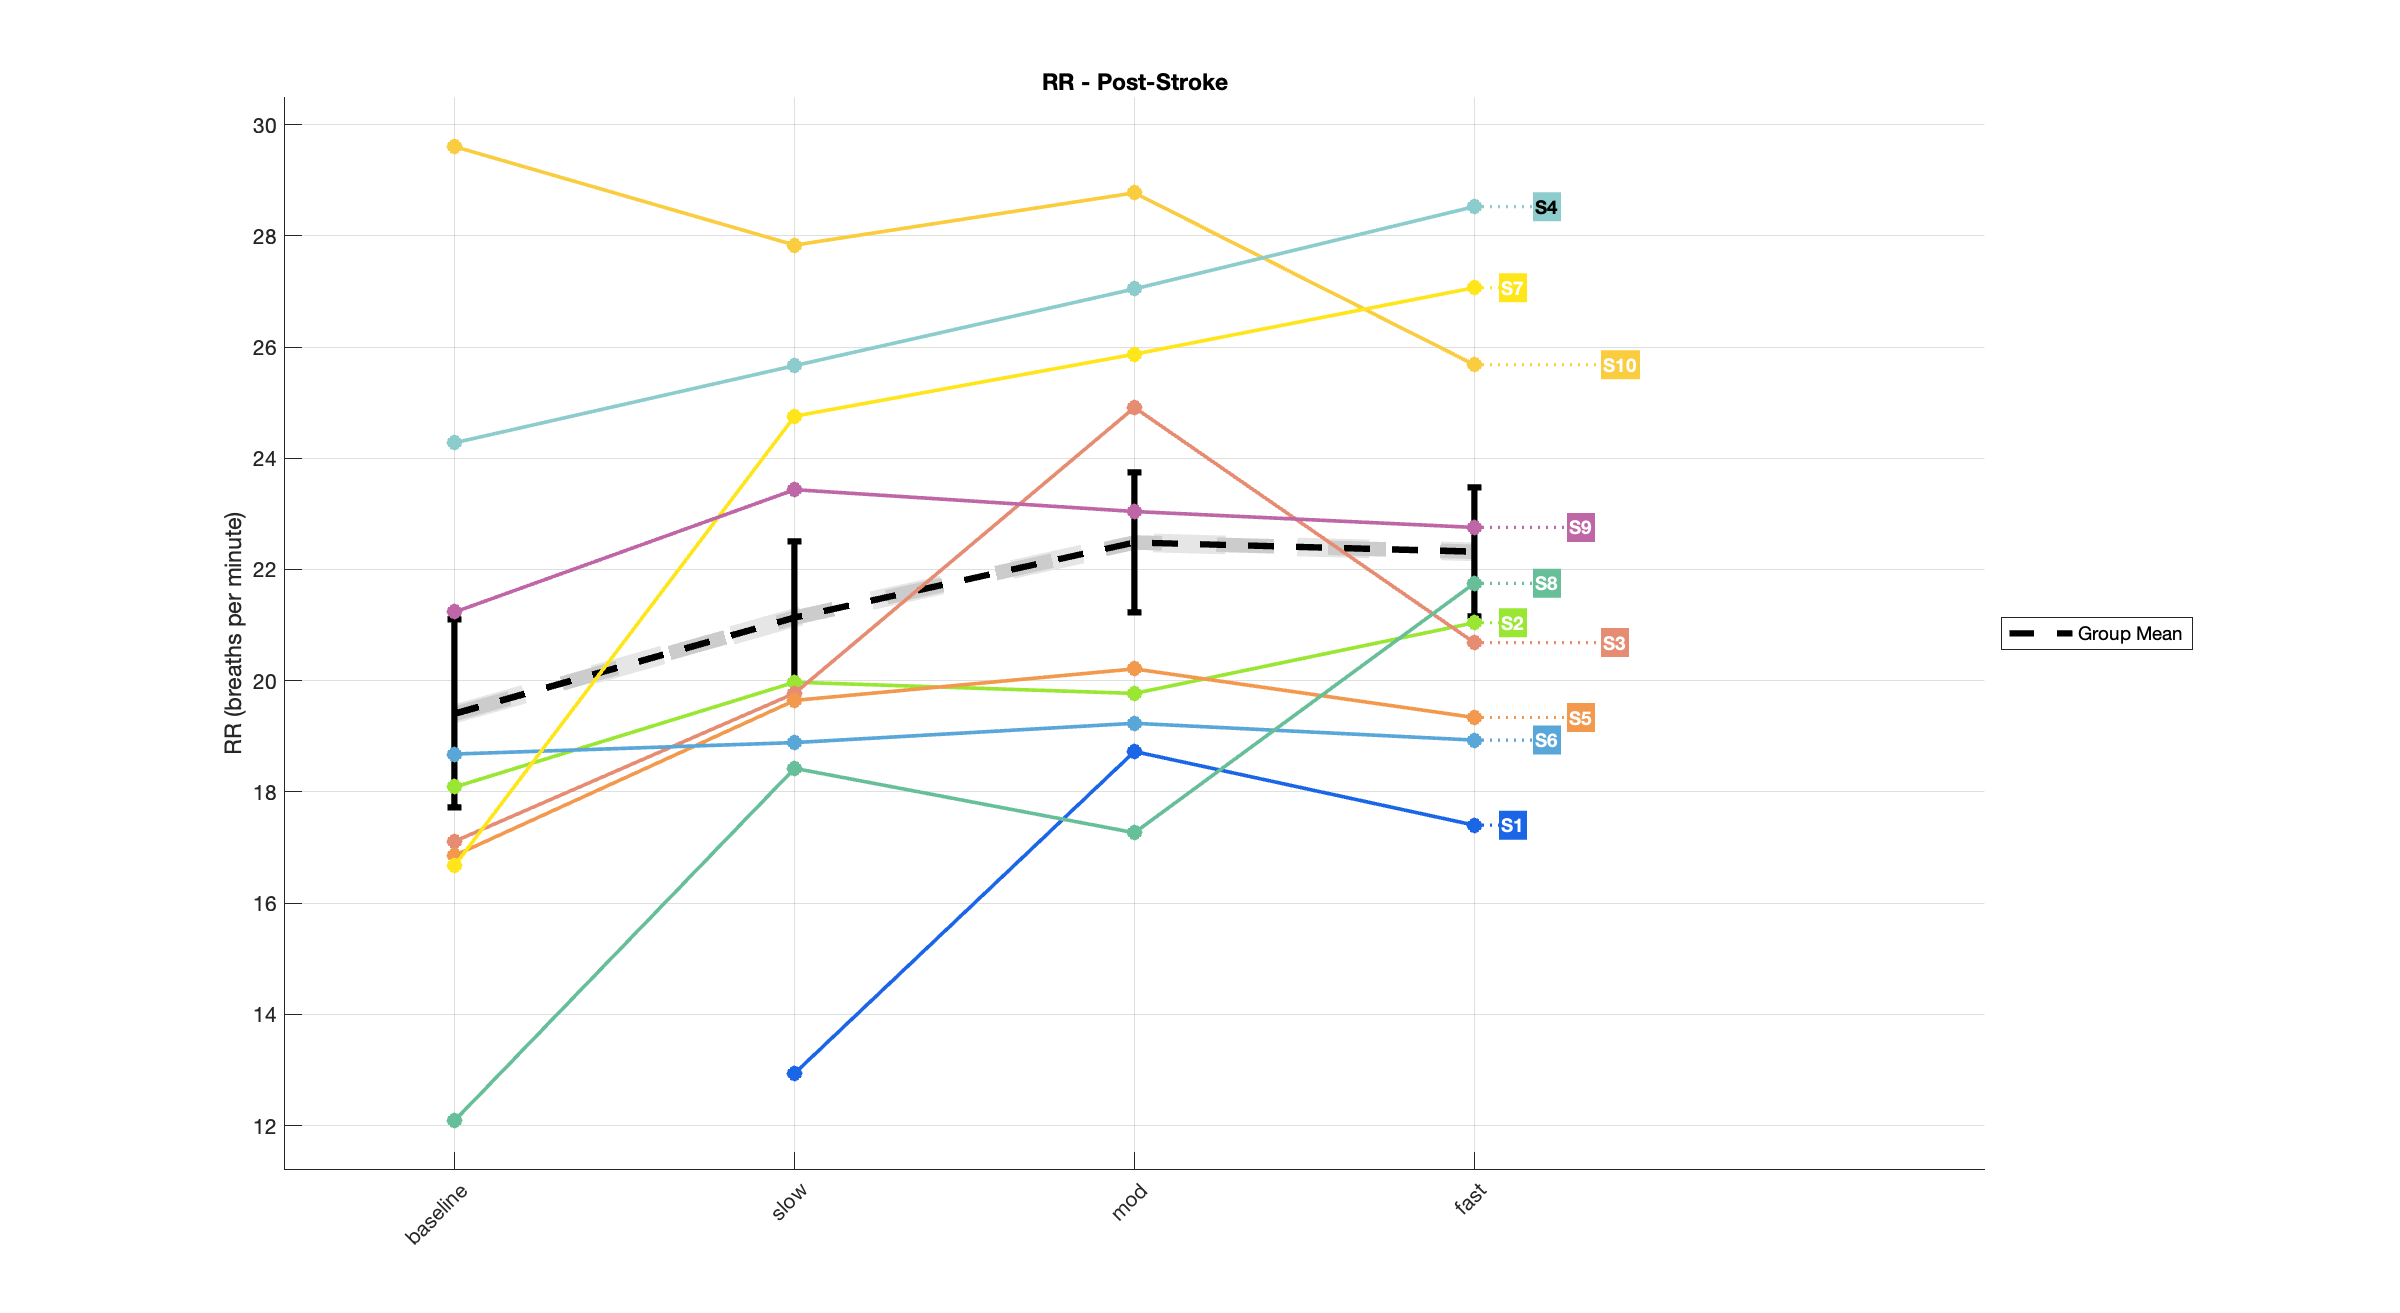 RR - Post-Stroke
RR (breaths per minute)
30
28
26
24
22
20
18
16
14
12
baseline
slow
mod
fast
S4
S7
S10
S9
S8
S2
S3
S5
S6
S1
Group Mean